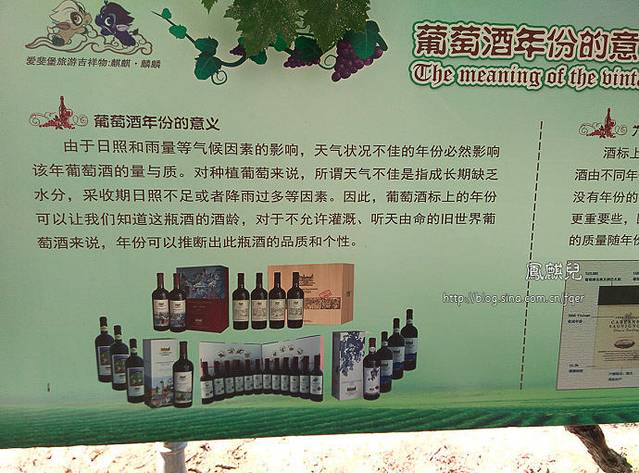 爱斐堡旅游吉祥物:麒麒·麟麟
葡萄酒年份的意
The meaning of the vinta
葡萄酒年份的意义
由于日照和雨量等气候因素的影响，天气状况不佳的年份必然影响
该年葡萄酒的量与质。对种植葡萄来说，所谓天气不佳是指成长期缺乏
水分，采收期日照不足或者降雨过多等因素。因此，葡萄酒标上的年份
可以让我们知道这瓶酒的酒龄，对于不允许灌溉、听天由命的旧世界葡
萄酒来说，年份可以推断出此瓶酒的品质和个性。
酒标上
酒由不同年
没有年份的
更重要些，
的质量随年份
鳳麒兒
http://blog.sina.com.cn/fqer
CABERNET
SAUVIGNON